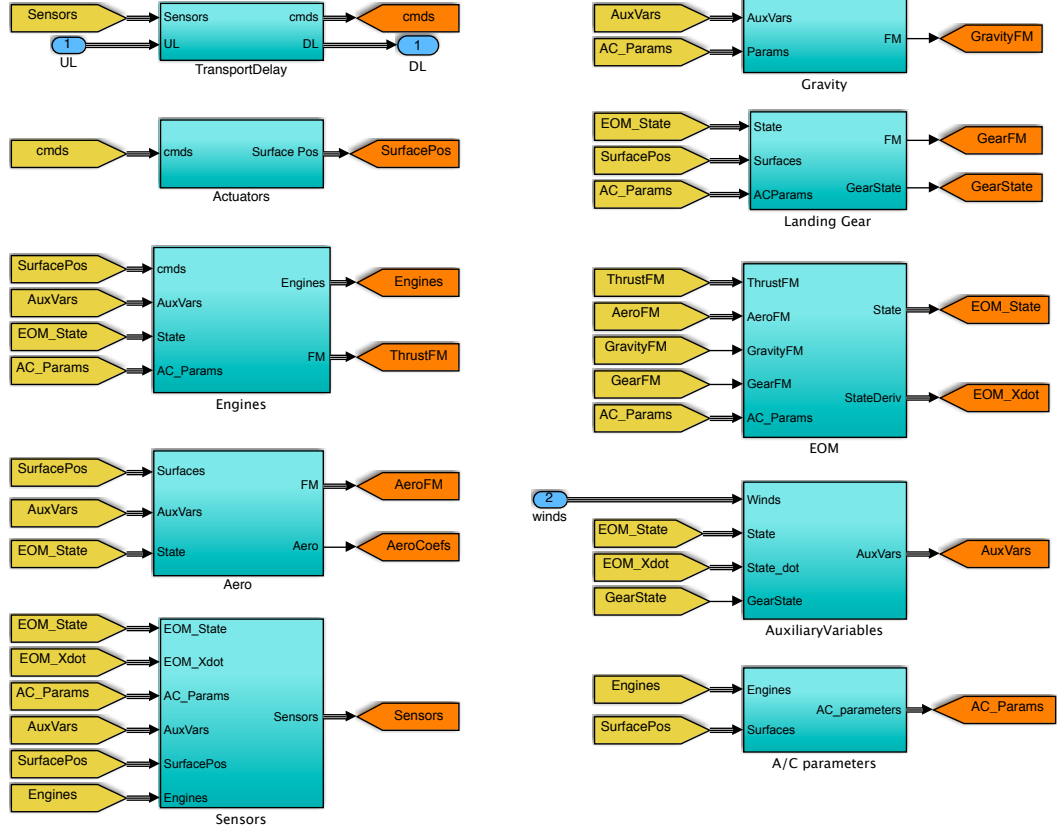 Sensors
Sensors
cmds
cmds
1
UL
UL
DL
1
DL
TransportDelay
cmds
cmds
Surface Pos
SurfacePos
Actuators
SurfacePos
cmds
Engines
Engines
AuxVars
AuxVars
EOM_State
State
FM
ThrustFM
AC_Params
AC_Params
Engines
SurfacePos
Surfaces
FM
AeroFM
AuxVars
AuxVars
EOM_State
State
Aero
AeroCoefs
Aero
EOM_State
EOM_State
EOM_Xdot
EOM_Xdot
AC_Params
AC_Params
Sensors
Sensors
AuxVars
AuxVars
SurfacePos
SurfacePos
Engines
Engines
Sensors
AuxVars
AuxVars
FM
GravityFM
AC_Params
Params
Gravity
EOM_State
State
FM
GearFM
SurfacePos
Surfaces
AC_Params
ACParams
GearState
GearState
Landing Gear
ThrustFM
ThrustFM
State
EOM_State
AeroFM
AeroFM
GravityFM
GravityFM
GearFM
GearFM
StateDeriv
EOM_Xdot
AC_Params
AC_Params
EOM
2
winds
Winds
EOM_State
State
AuxVars
AuxVars
EOM_Xdot
State_dot
GearState
GearState
AuxiliaryVariables
Engines
Engines
AC_parameters
AC_Params
SurfacePos
Surfaces
A/C parameters